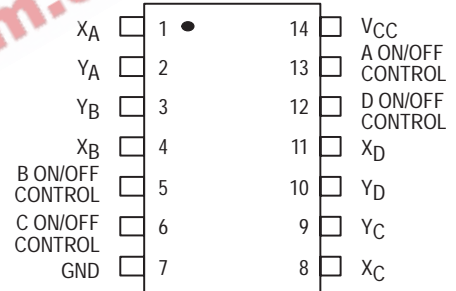 XA 1 14 VCC
YA 2 13 A ON/OFF CONTROL
YB 3 12 D ON/OFF CONTROL
XB 4 11 XD
B ON/OFF CONTROL 5 10 YD
C ON/OFF CONTROL 6 9 YC
GND 7 8 XC